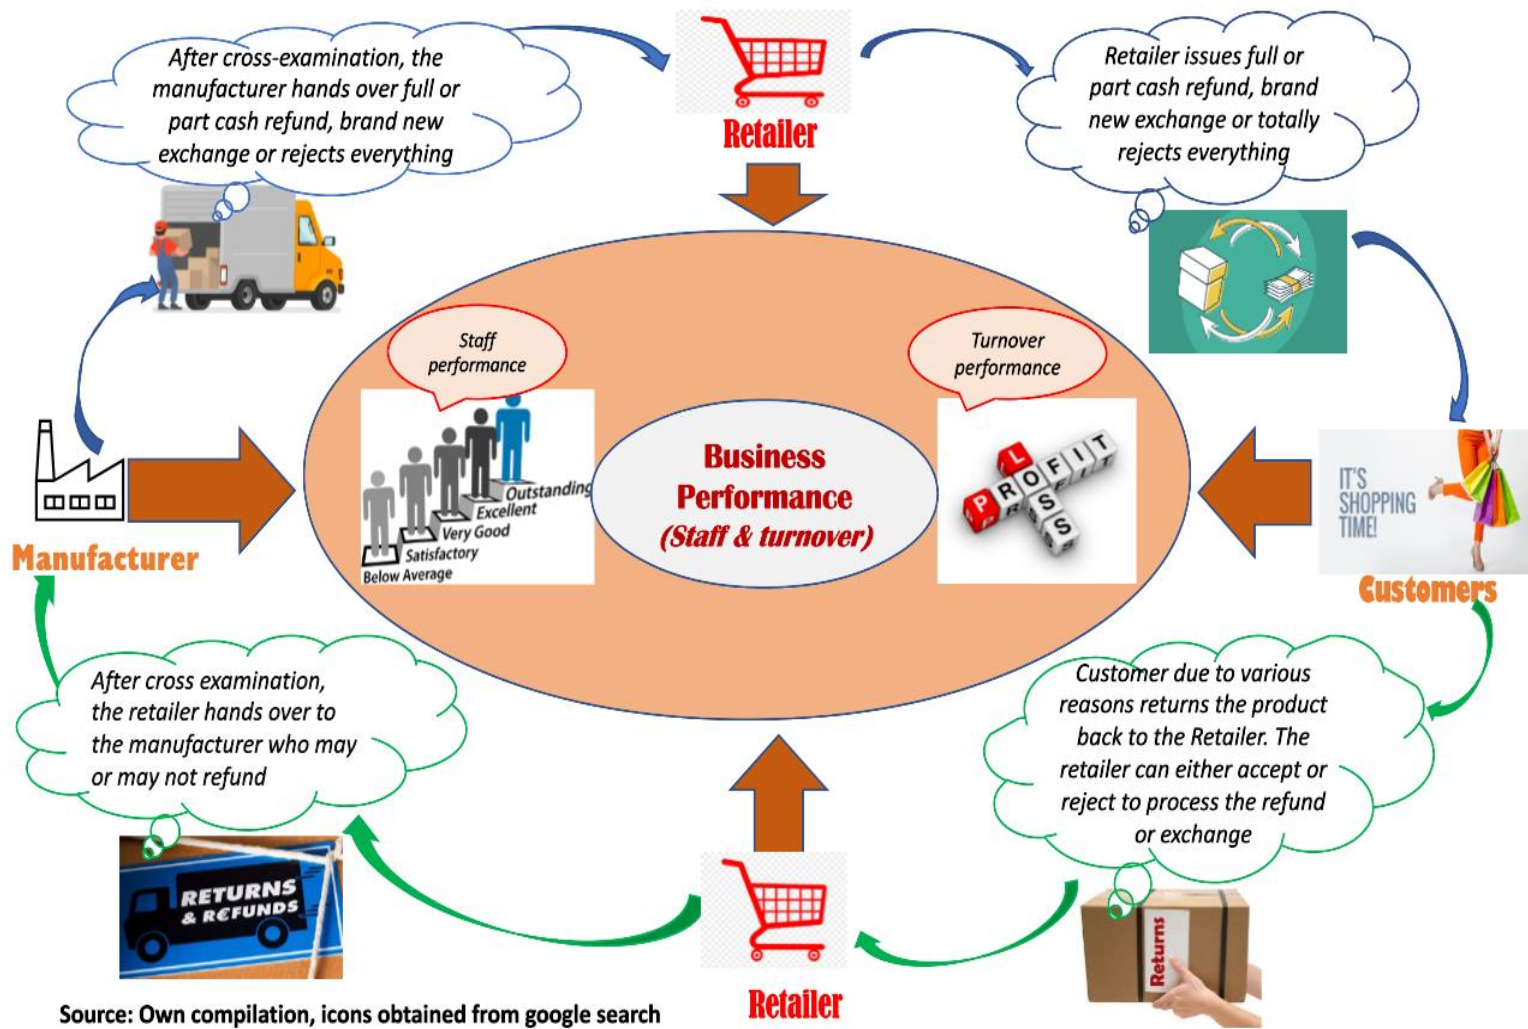 After cross-examination, the
manufacturer hands over full or
part cash refund, brand new
exchange or rejects everything
Retailer
Retailer issues full or
part cash refund, brand
new exchange or totally
rejects everything
Staff
performance
Turnover
performance
Outstanding
Excellent
Very Good
Satisfactory
Below Average
Business
Performance
(Staff & turnover)
PROFIT
LOSS
IT'S
SHOPPING
TIME!
Manufacturer
Customers
After cross examination,
the retailer hands over to
the manufacturer who may
or may not refund
Customer due to various
reasons returns the product
back to the Retailer. The
retailer can either accept or
reject to process the refund
or exchange
RETURNS
& REFUNDS
Returns
Retailer
Source: Own compilation, icons obtained from google search